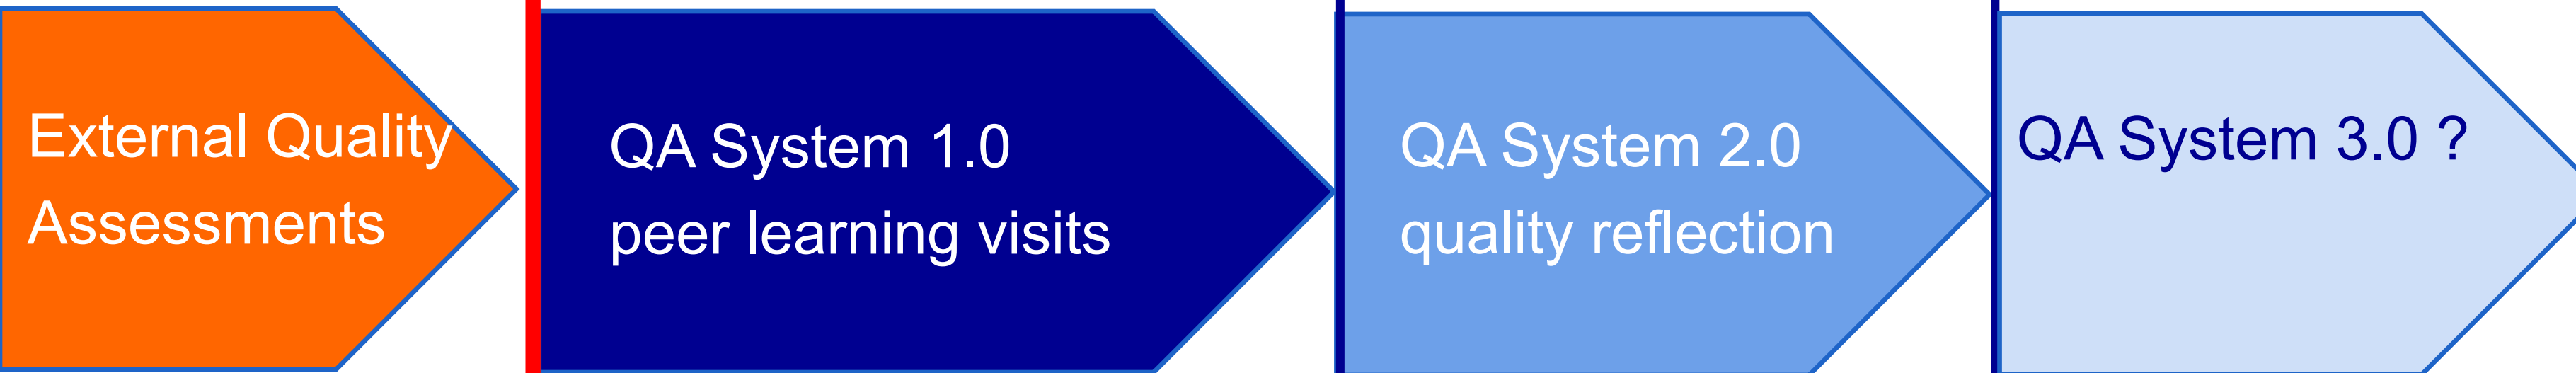 External Quality
Assessments
QA System 1.0
peer learning visits
QA System 2.0
quality reflection
QA System 3.0 ?